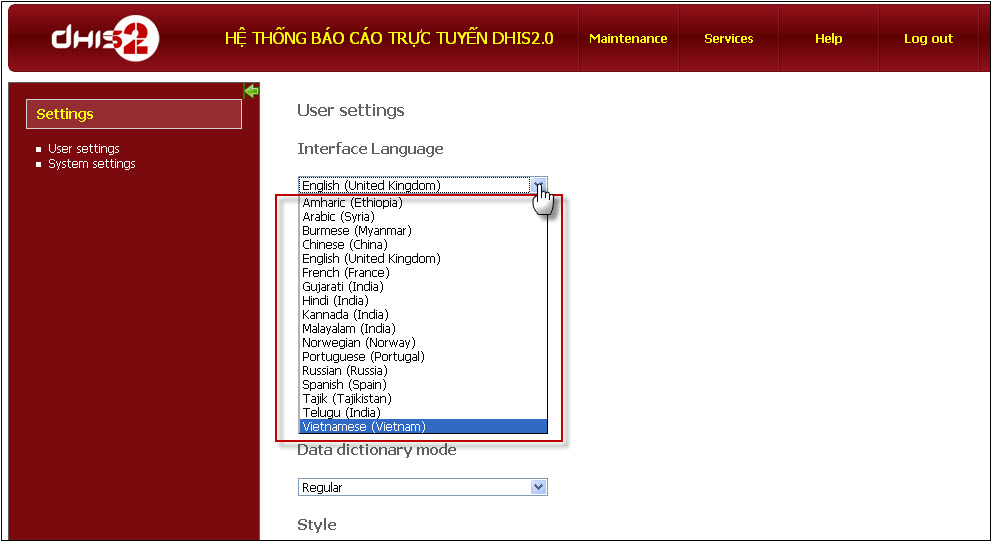 dhis2
HỆ THỐNG BÁO CÁO TRỰC TUYẾN DHIS2.0
Maintenance
Services
Help
Log out
Settings
User settings
System settings
User settings
Interface Language
English (United Kingdom)
Amharic (Ethiopia)
Arabic (Syria)
Burmese (Myanmar)
Chinese (China)
English (United Kingdom)
French (France)
Gujarati (India)
Hindi (India)
Kannada (India)
Malayalam (India)
Norwegian (Norway)
Portuguese (Portugal)
Russian (Russia)
Spanish (Spain)
Tajik (Tajikistan)
Telugu (India)
Vietnamese (Vietnam)
Data dictionary mode
Regular
Style